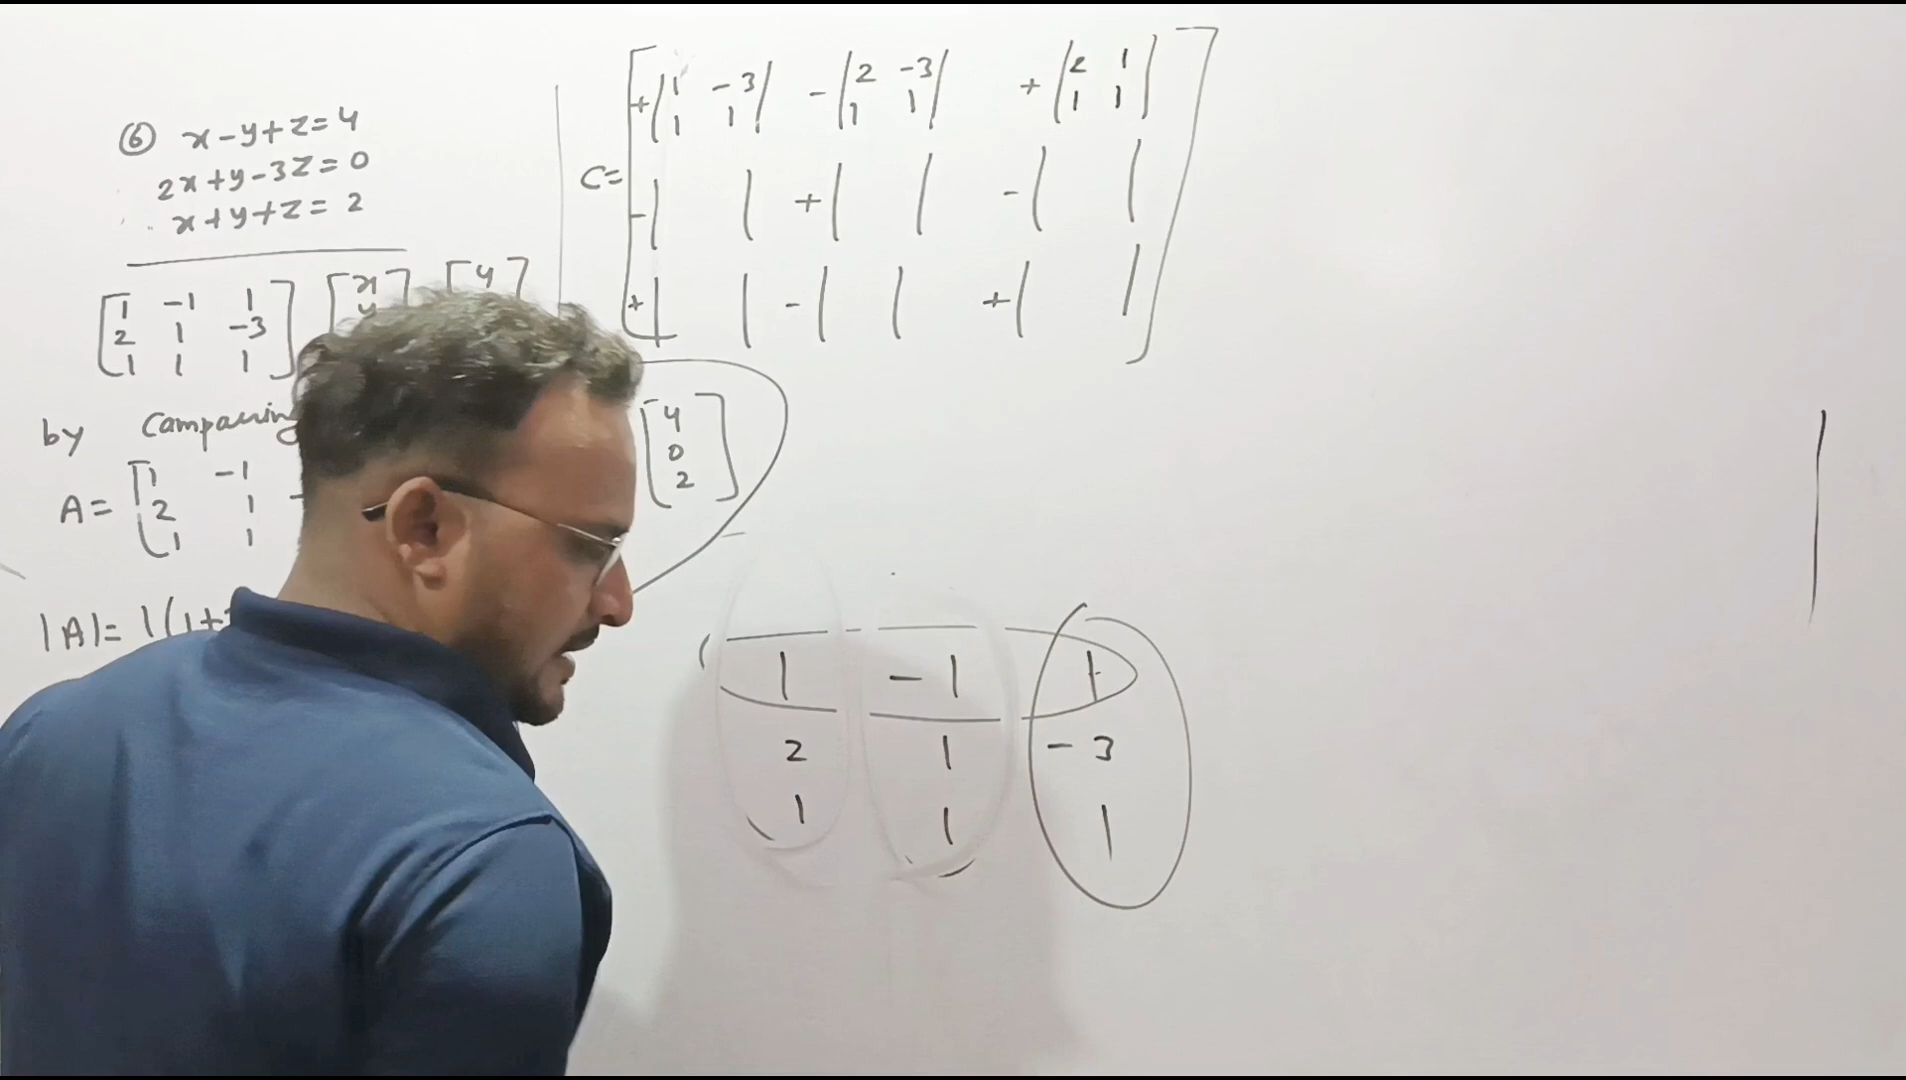 ⑥ x-y+z=4
2x+y-3z=0
x+y+z=2
[1 -1 1] [x] [4]
[2 1 -3] [y]
[1 1 1]
by Campauing
A= [1 -1 [4]
[2 1 - 0
[1 1 2]
|A|= 1(1+
C= [+|1 -3| -|2 -3| +|2 1|]
|1 1| |1 1| |1 1|
-| | +| | -| |
+| | -| | +| |
1 -1 1
2 1 -3
1 1 1